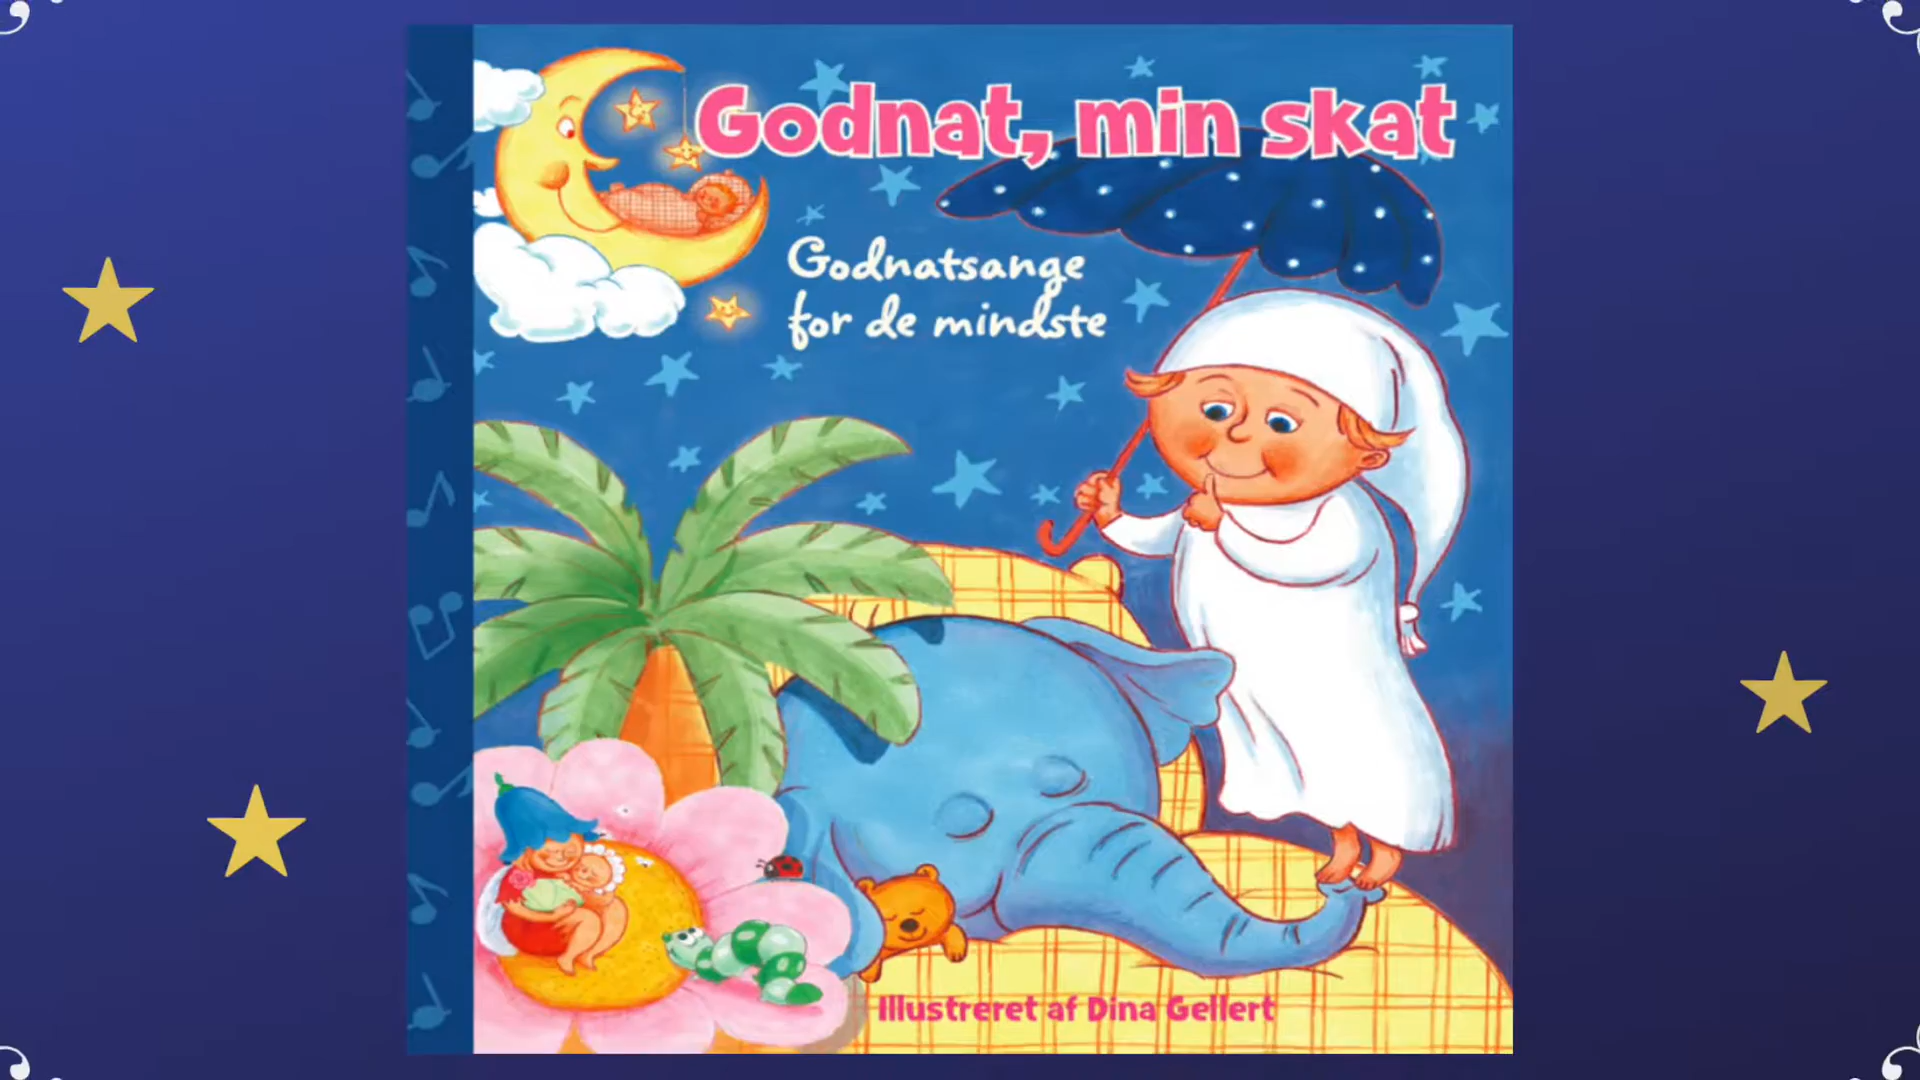 Godnat, min skat
Godnatsange
for de mindste
Illustreret af Dina Gellert